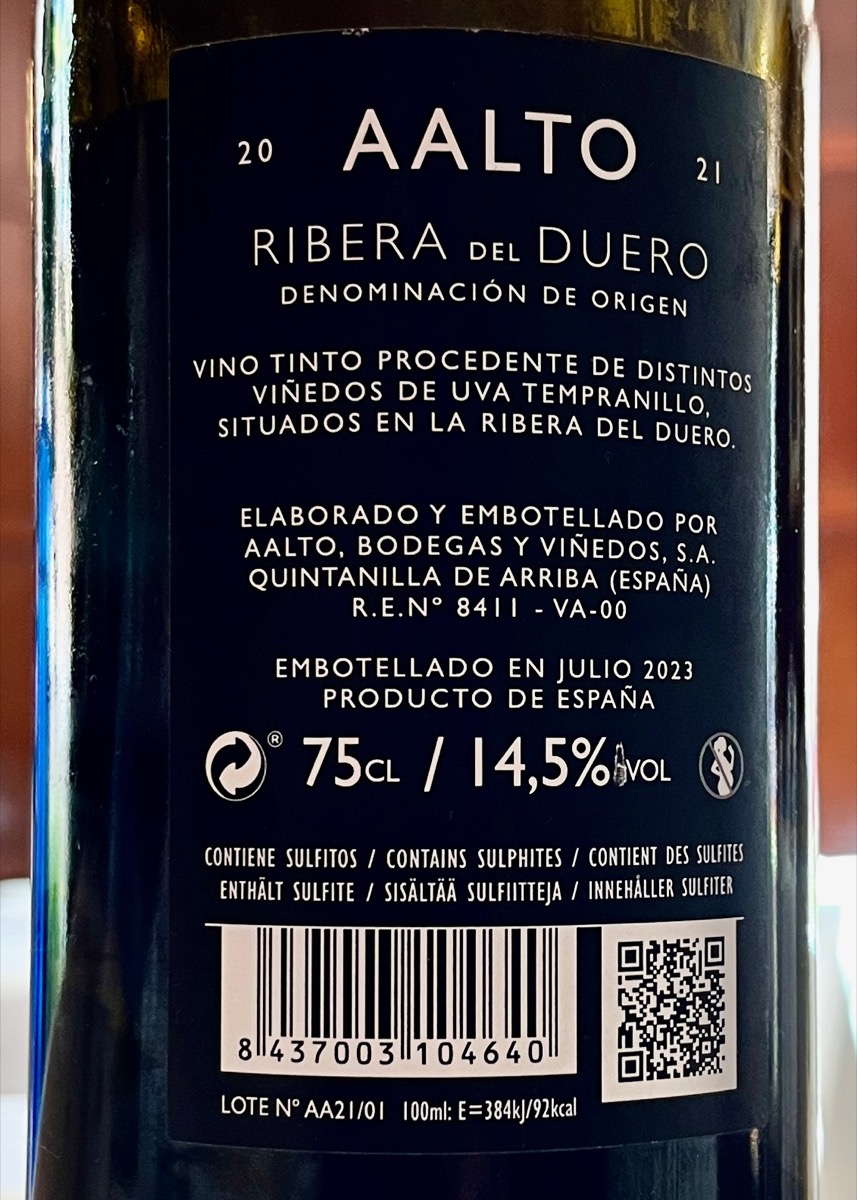 20 AALTO 21
RIBERA DEL DUERO
DENOMINACIÓN DE ORIGEN
VINO TINTO PROCEDENTE DE DISTINTOS
VIÑEDOS DE UVA TEMPRANILLO,
SITUADOS EN LA RIBERA DEL DUERO.
ELABORADO Y EMBOTELLADO POR
AALTO, BODEGAS Y VIÑEDOS, S.A.
QUINTANILLA DE ARRIBA (ESPAÑA)
R.E.Nº 8411 - VA-00
EMBOTELLADO EN JULIO 2023
PRODUCTO DE ESPAÑA
® 75CL / 14,5% VOL
CONTIENE SULFITOS / CONTAINS SULPHITES / CONTIENT DES SULFITES
ENTHÄLT SULFITE / SISÄLTÄÄ SULFIITTEJA / INNEHÅLLER SULFITER
8 437003 104640
LOTE Nº AA21/01 100ml: E=384kJ/92kcal